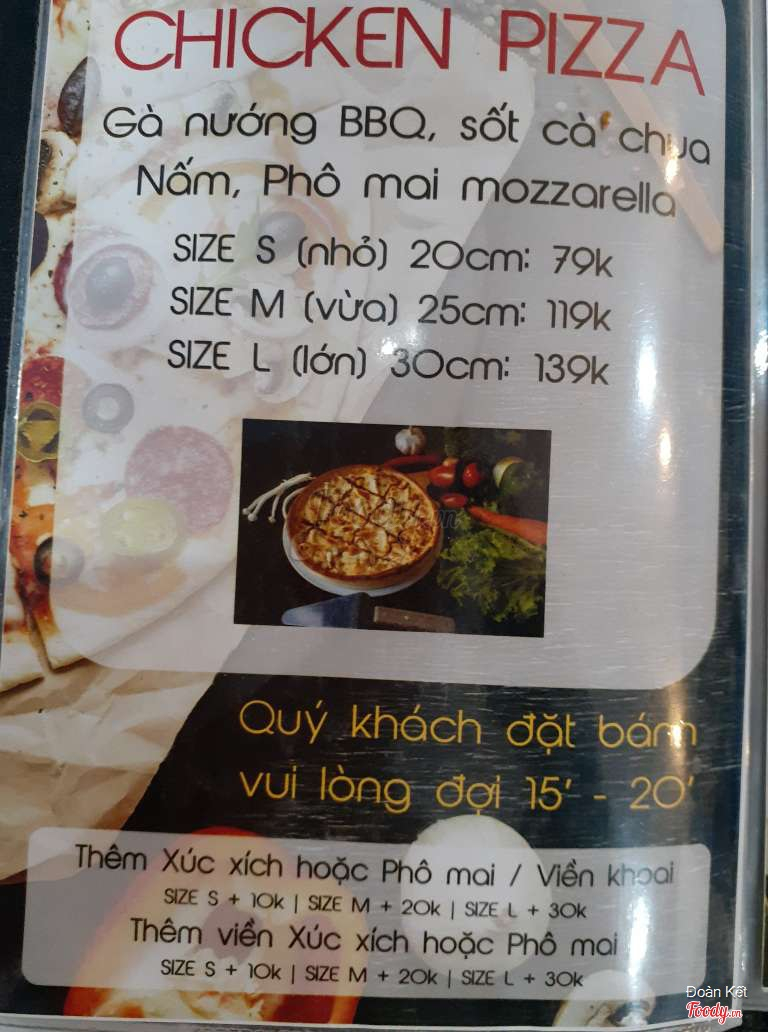 CHICKEN PIZZA
Gà nướng BBQ, sốt cà chua
Nấm, Phô mai mozzarella
SIZE S (nhỏ) 20cm: 79k
SIZE M (vừa) 25cm: 119k
SIZE L (lớn) 30cm: 139k
Quý khách đặt bánh
vui lòng đợi 15' - 20'
Thêm Xúc xích hoặc Phô mai / Viền khoai
SIZE S + 10k | SIZE M + 20k | SIZE L + 30k
Thêm viền Xúc xích hoặc Phô mai
SIZE S + 10k | SIZE M + 20k | SIZE L + 30k
Đoàn Kết
Foody.vn